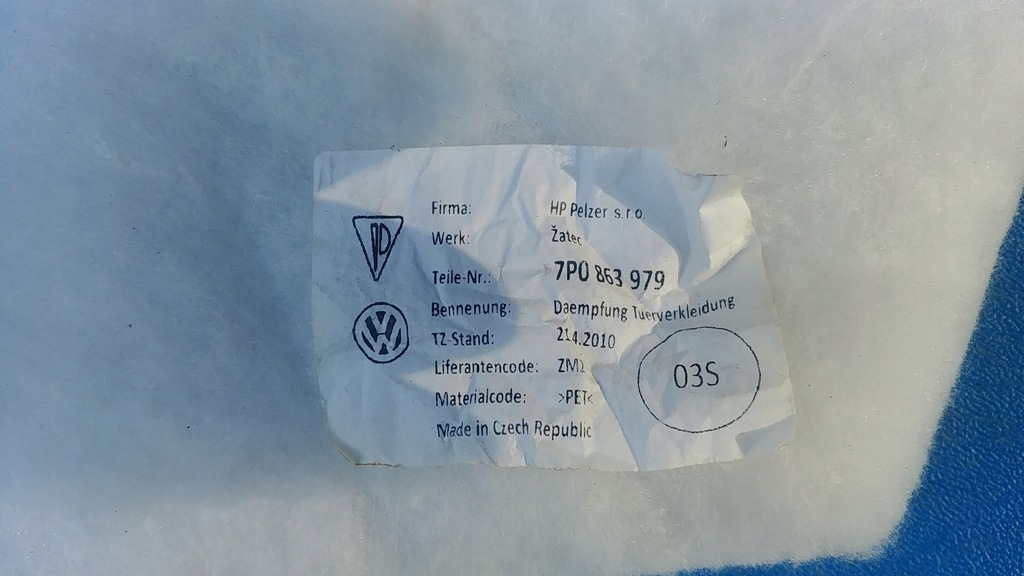 Firma: HP Pelzer s.r.o.
Werk: Žatec
Teile-Nr.: 7P0 863 979
Bennenung: Daempfung Tuerverkleidung
TZ-Stand: 21.4.2010
Liferantencode: ZM2
Materialcode: >PET<
Made in Czech Republic
03S
VW